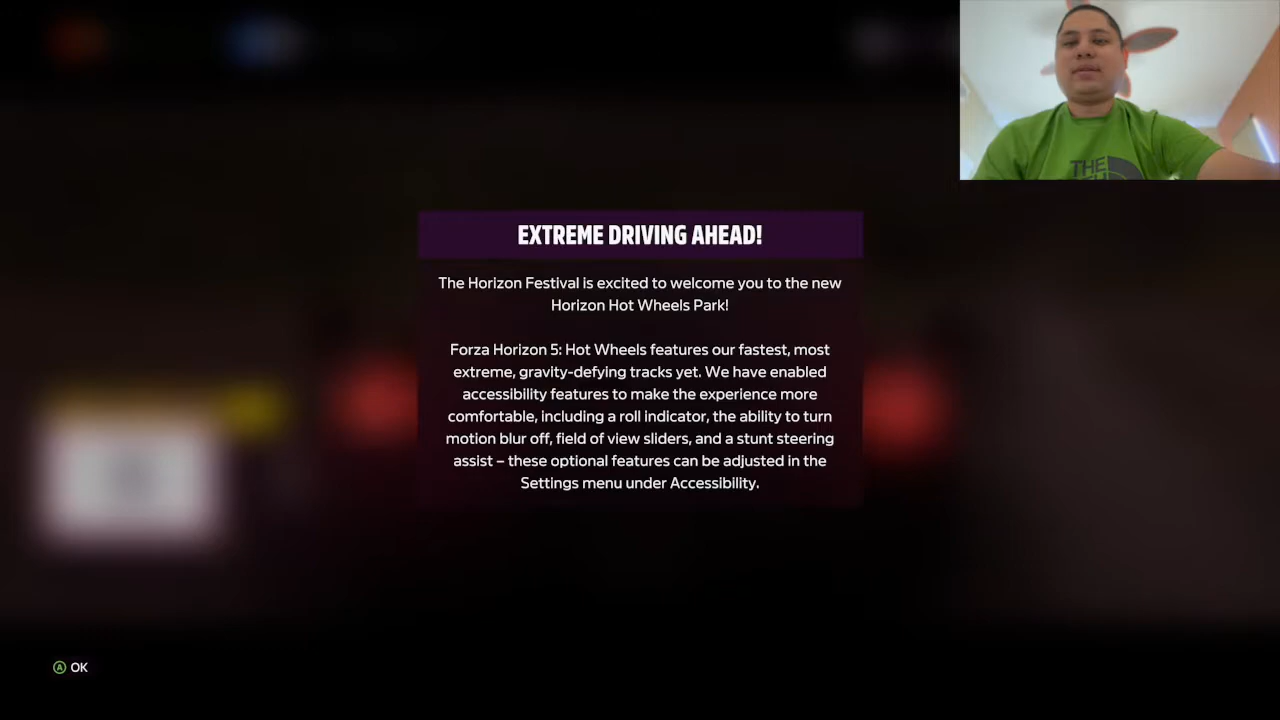 THE
EXTREME DRIVING AHEAD!
The Horizon Festival is excited to welcome you to the new
Horizon Hot Wheels Park!
Forza Horizon 5: Hot Wheels features our fastest, most
extreme, gravity-defying tracks yet. We have enabled
accessibility features to make the experience more
comfortable, including a roll indicator, the ability to turn
motion blur off, field of view sliders, and a stunt steering
assist – these optional features can be adjusted in the
Settings menu under Accessibility.
A OK